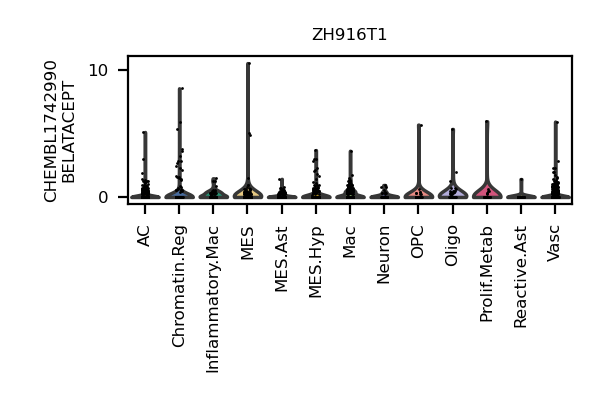 ZH916T1
CHEMBL1742990
BELATACEPT
10
0
AC
Chromatin.Reg
Inflammatory.Mac
MES
MES.Ast
MES.Hyp
Mac
Neuron
OPC
Oligo
Prolif.Metab
Reactive.Ast
Vasc